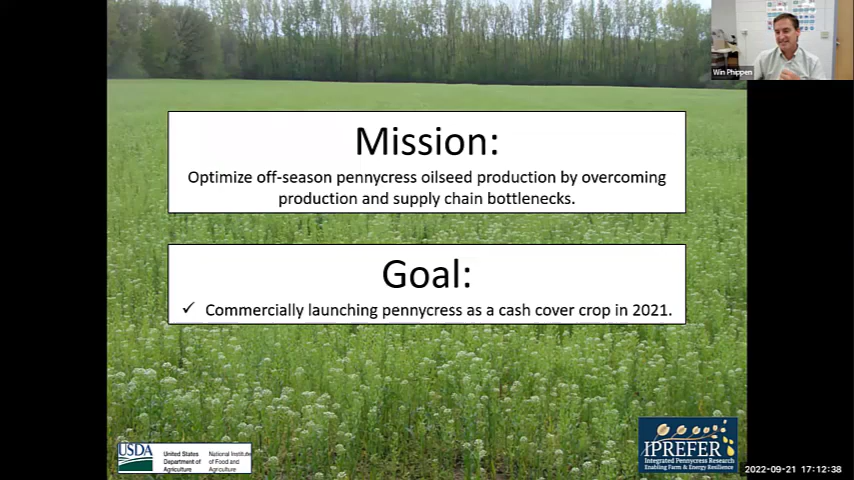 Win Phippen
Mission:
Optimize off-season pennycress oilseed production by overcoming
production and supply chain bottlenecks.
Goal:
✓ Commercially launching pennycress as a cash cover crop in 2021.
USDA
United States
Department of
Agriculture
National Institute
of Food and
Agriculture
IPREFER
Integrated Pennycress Research
Enabling Farm & Energy Resilience
2022-09-21 17:12:38